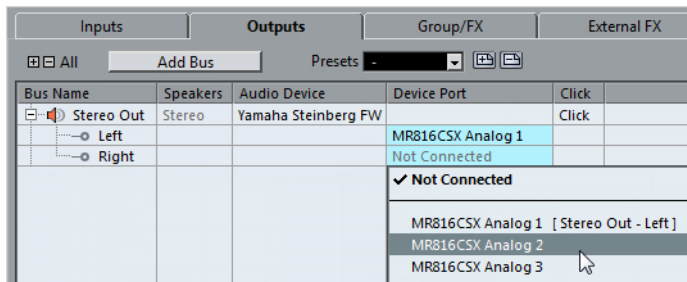 Inputs Outputs Group/FX External FX
All Add Bus Presets -
Bus Name Speakers Audio Device Device Port Click
Stereo Out Stereo Yamaha Steinberg FW Click
Left MR816CSX Analog 1
Right Not Connected
✓ Not Connected
MR816CSX Analog 1 [ Stereo Out - Left ]
MR816CSX Analog 2
MR816CSX Analog 3